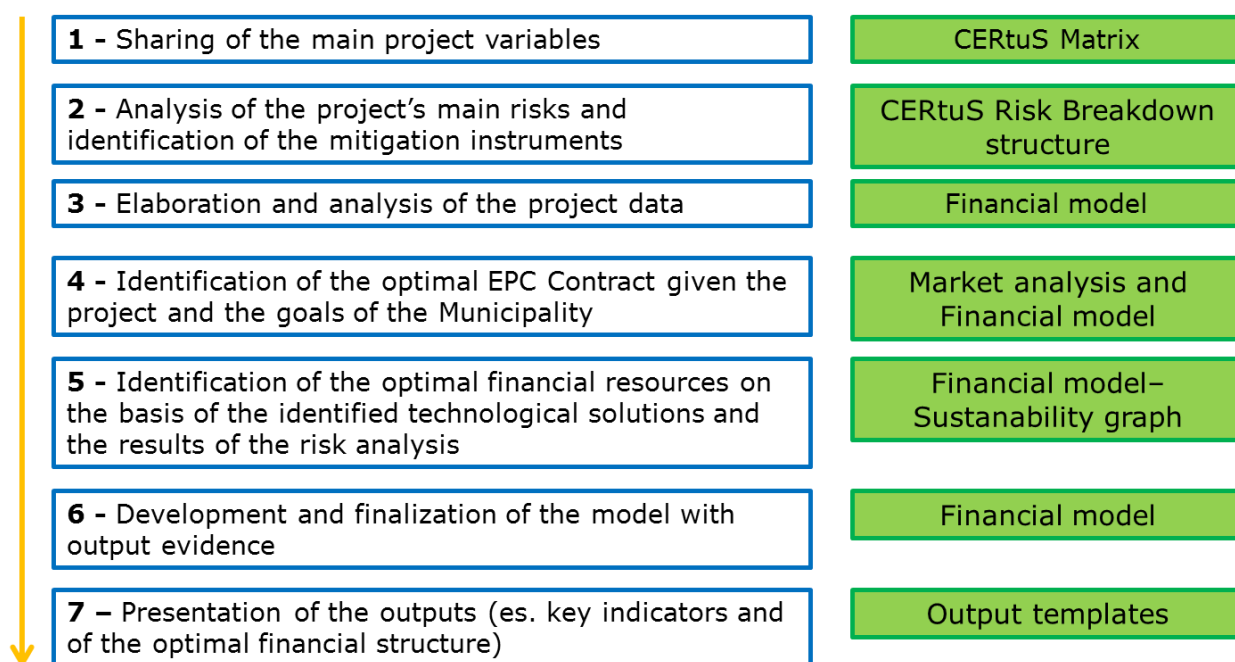 1 - Sharing of the main project variables
CERtuS Matrix
2 - Analysis of the project’s main risks and
identification of the mitigation instruments
CERtuS Risk Breakdown
structure
3 - Elaboration and analysis of the project data
Financial model
4 - Identification of the optimal EPC Contract given the
project and the goals of the Municipality
Market analysis and
Financial model
5 - Identification of the optimal financial resources on
the basis of the identified technological solutions and
the results of the risk analysis
Financial model–
Sustanability graph
6 - Development and finalization of the model with
output evidence
Financial model
7 – Presentation of the outputs (es. key indicators and
of the optimal financial structure)
Output templates